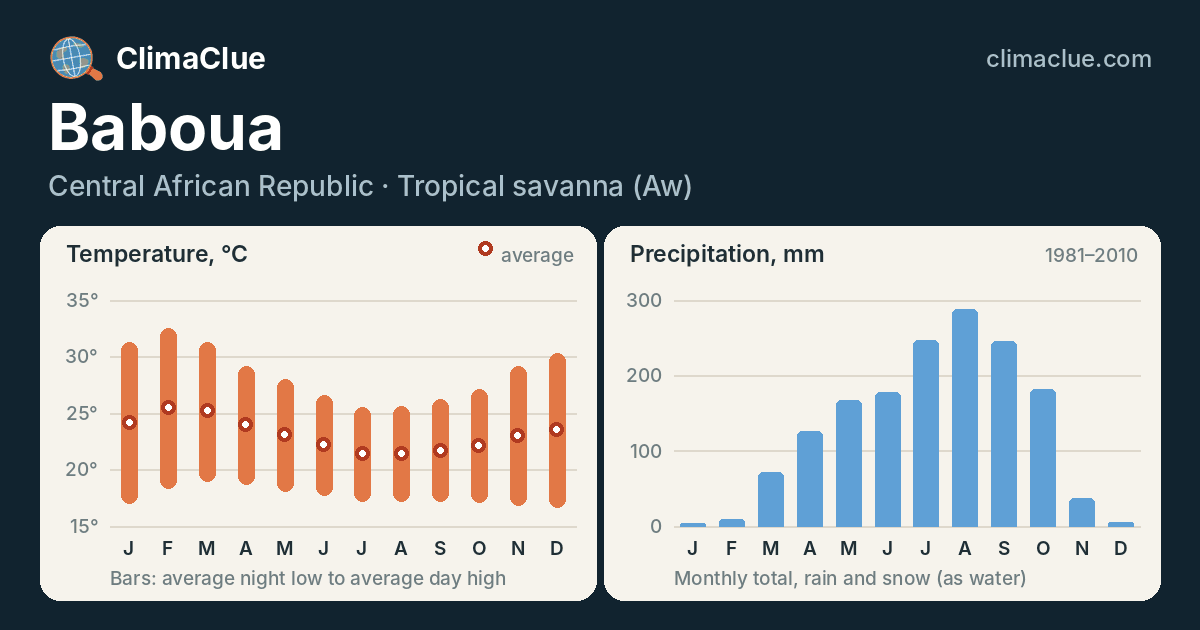 ClimaClue
climaclue.com
Baboua
Central African Republic · Tropical savanna (Aw)
Temperature, °C
average
35°
30°
25°
20°
15°
J F M A M J J A S O N D
Bars: average night low to average day high
Precipitation, mm
1981–2010
300
200
100
0
J F M A M J J A S O N D
Monthly total, rain and snow (as water)